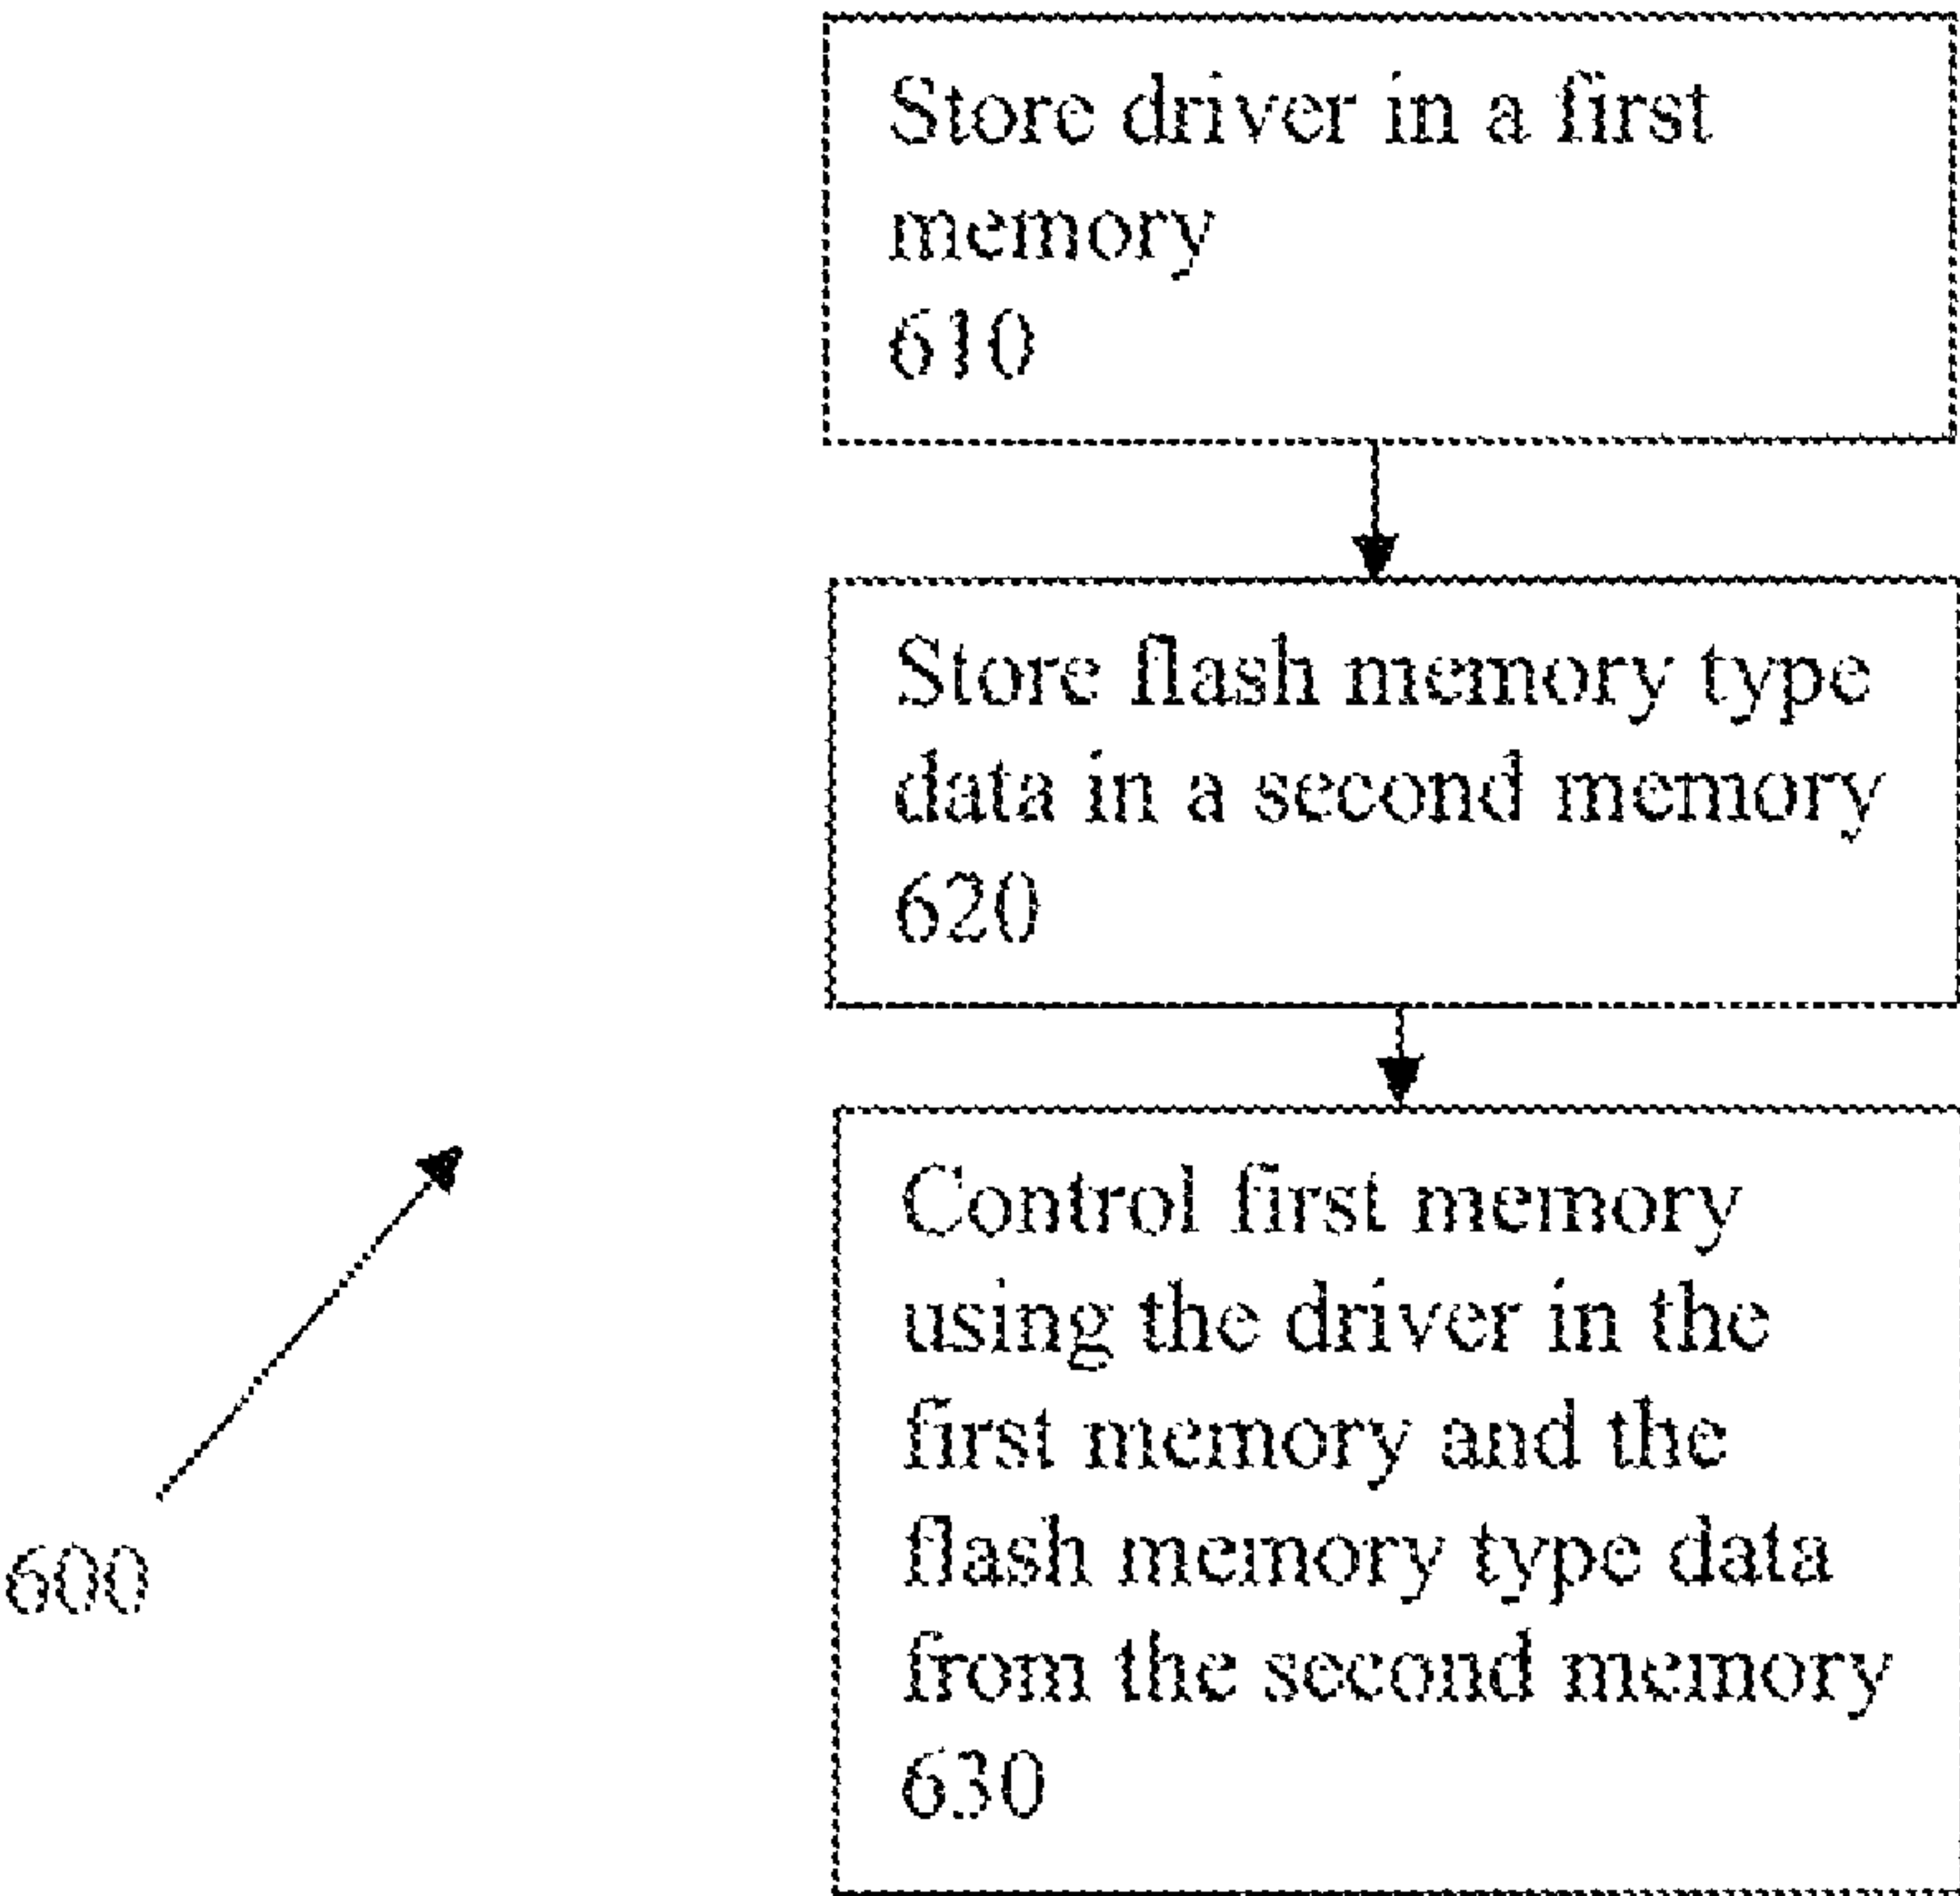 Store driver in a first
memory
610
Store flash memory type
data in a second memory
620
Control first memory
using the driver in the
first memory and the
flash memory type data
from the second memory
630
600